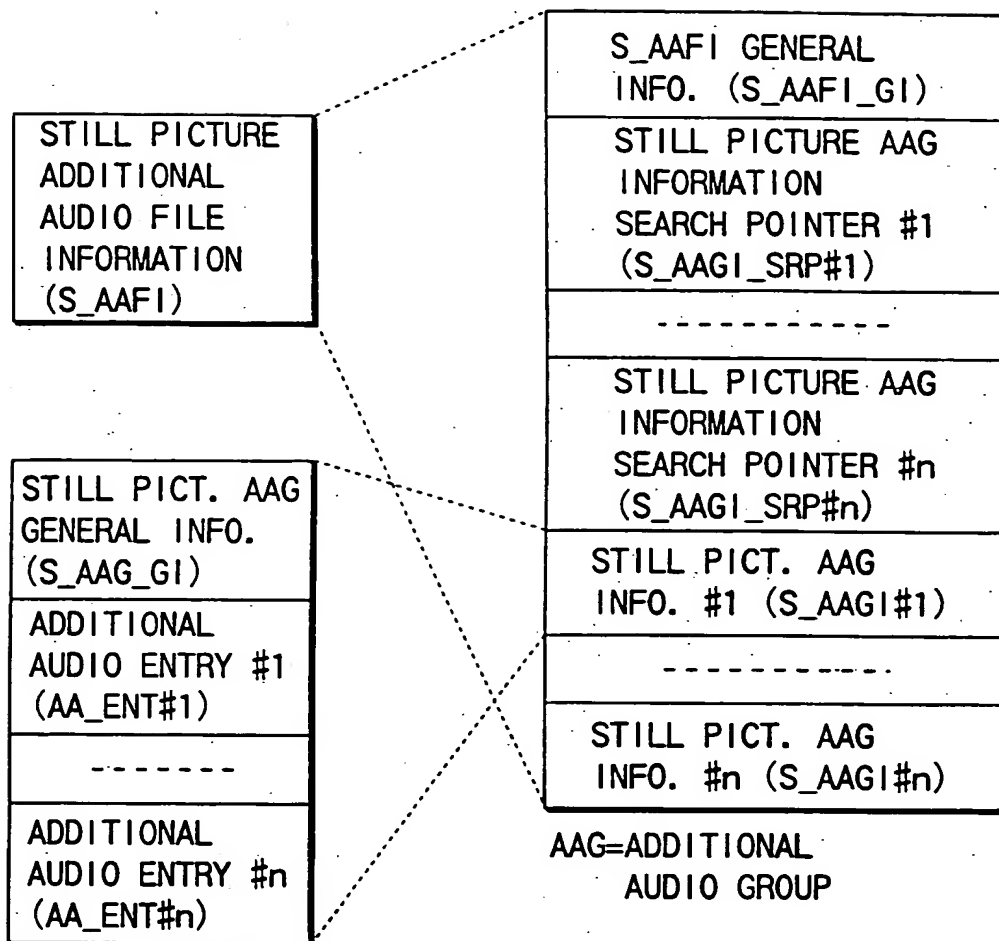 STILL PICTURE
ADDITIONAL
AUDIO FILE
INFORMATION
(S_AAFI)
S_AAFI GENERAL
INFO. (S_AAFI_GI)
STILL PICTURE AAG
INFORMATION
SEARCH POINTER #1
(S_AAGI_SRP#1)
STILL PICTURE AAG
INFORMATION
SEARCH POINTER #n
(S_AAGI_SRP#n)
STILL PICT. AAG
INFO. #1 (S_AAGI#1)
STILL PICT. AAG
INFO. #n (S_AAGI#n)
STILL PICT. AAG
GENERAL INFO.
(S_AAG_GI)
ADDITIONAL
AUDIO ENTRY #1
(AA_ENT#1)
ADDITIONAL
AUDIO ENTRY #n
(AA_ENT#n)
AAG=ADDITIONAL
AUDIO GROUP